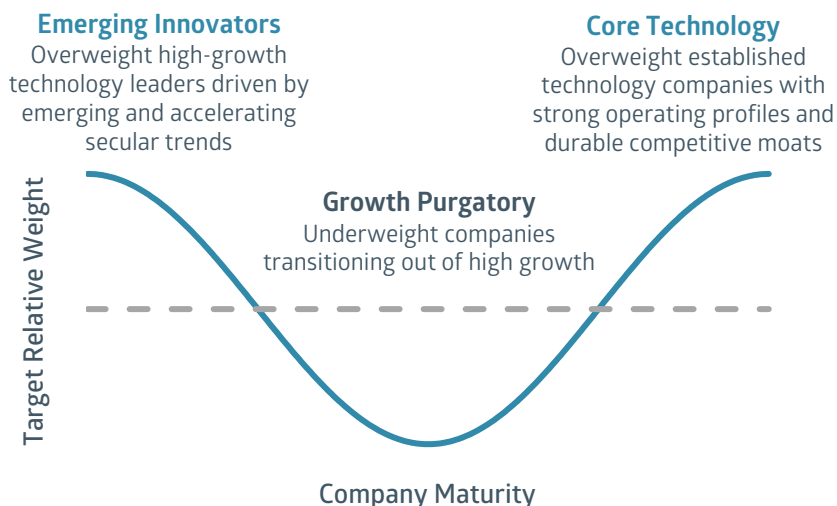 Emerging Innovators
Overweight high-growth
technology leaders driven by
emerging and accelerating
secular trends
Core Technology
Overweight established
technology companies with
strong operating profiles and
durable competitive moats
Growth Purgatory
Underweight companies
transitioning out of high growth
Target Relative Weight
Company Maturity